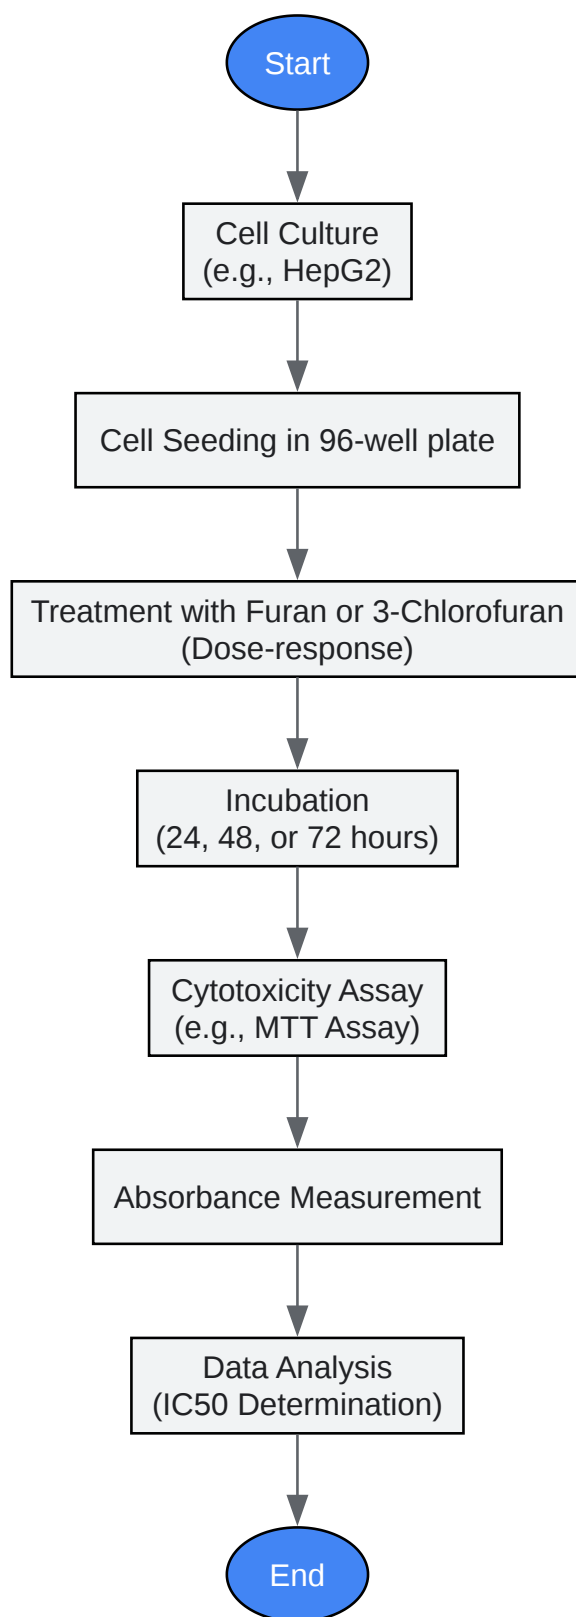 Start
Cell Culture
(e.g., HepG2)
Cell Seeding in 96-well plate
Treatment with Furan or 3-Chlorofuran
(Dose-response)
Incubation
(24, 48, or 72 hours)
Cytotoxicity Assay
(e.g., MTT Assay)
Absorbance Measurement
Data Analysis
(IC50 Determination)
End